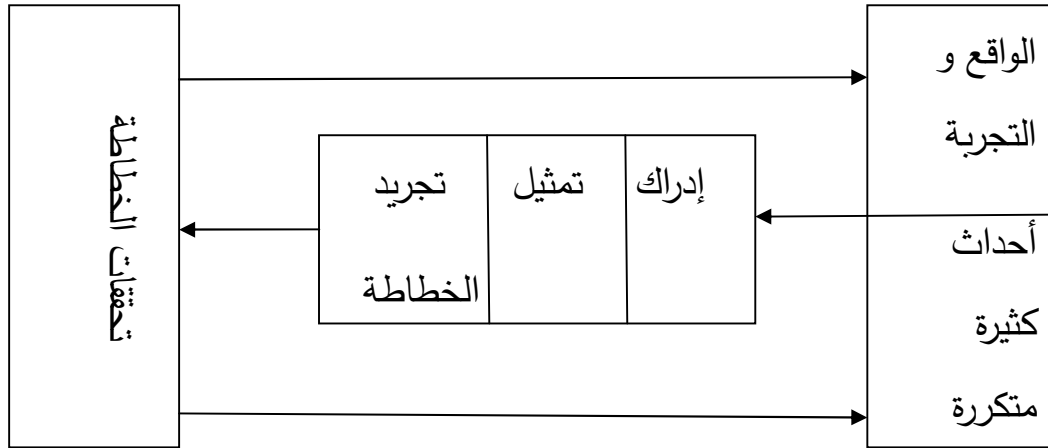 الواقع و
التجربة
أحداث
كثيرة
متكررة
إدراك
تمثيل
تجريد
الخطاطة
تحققات الخطاطة